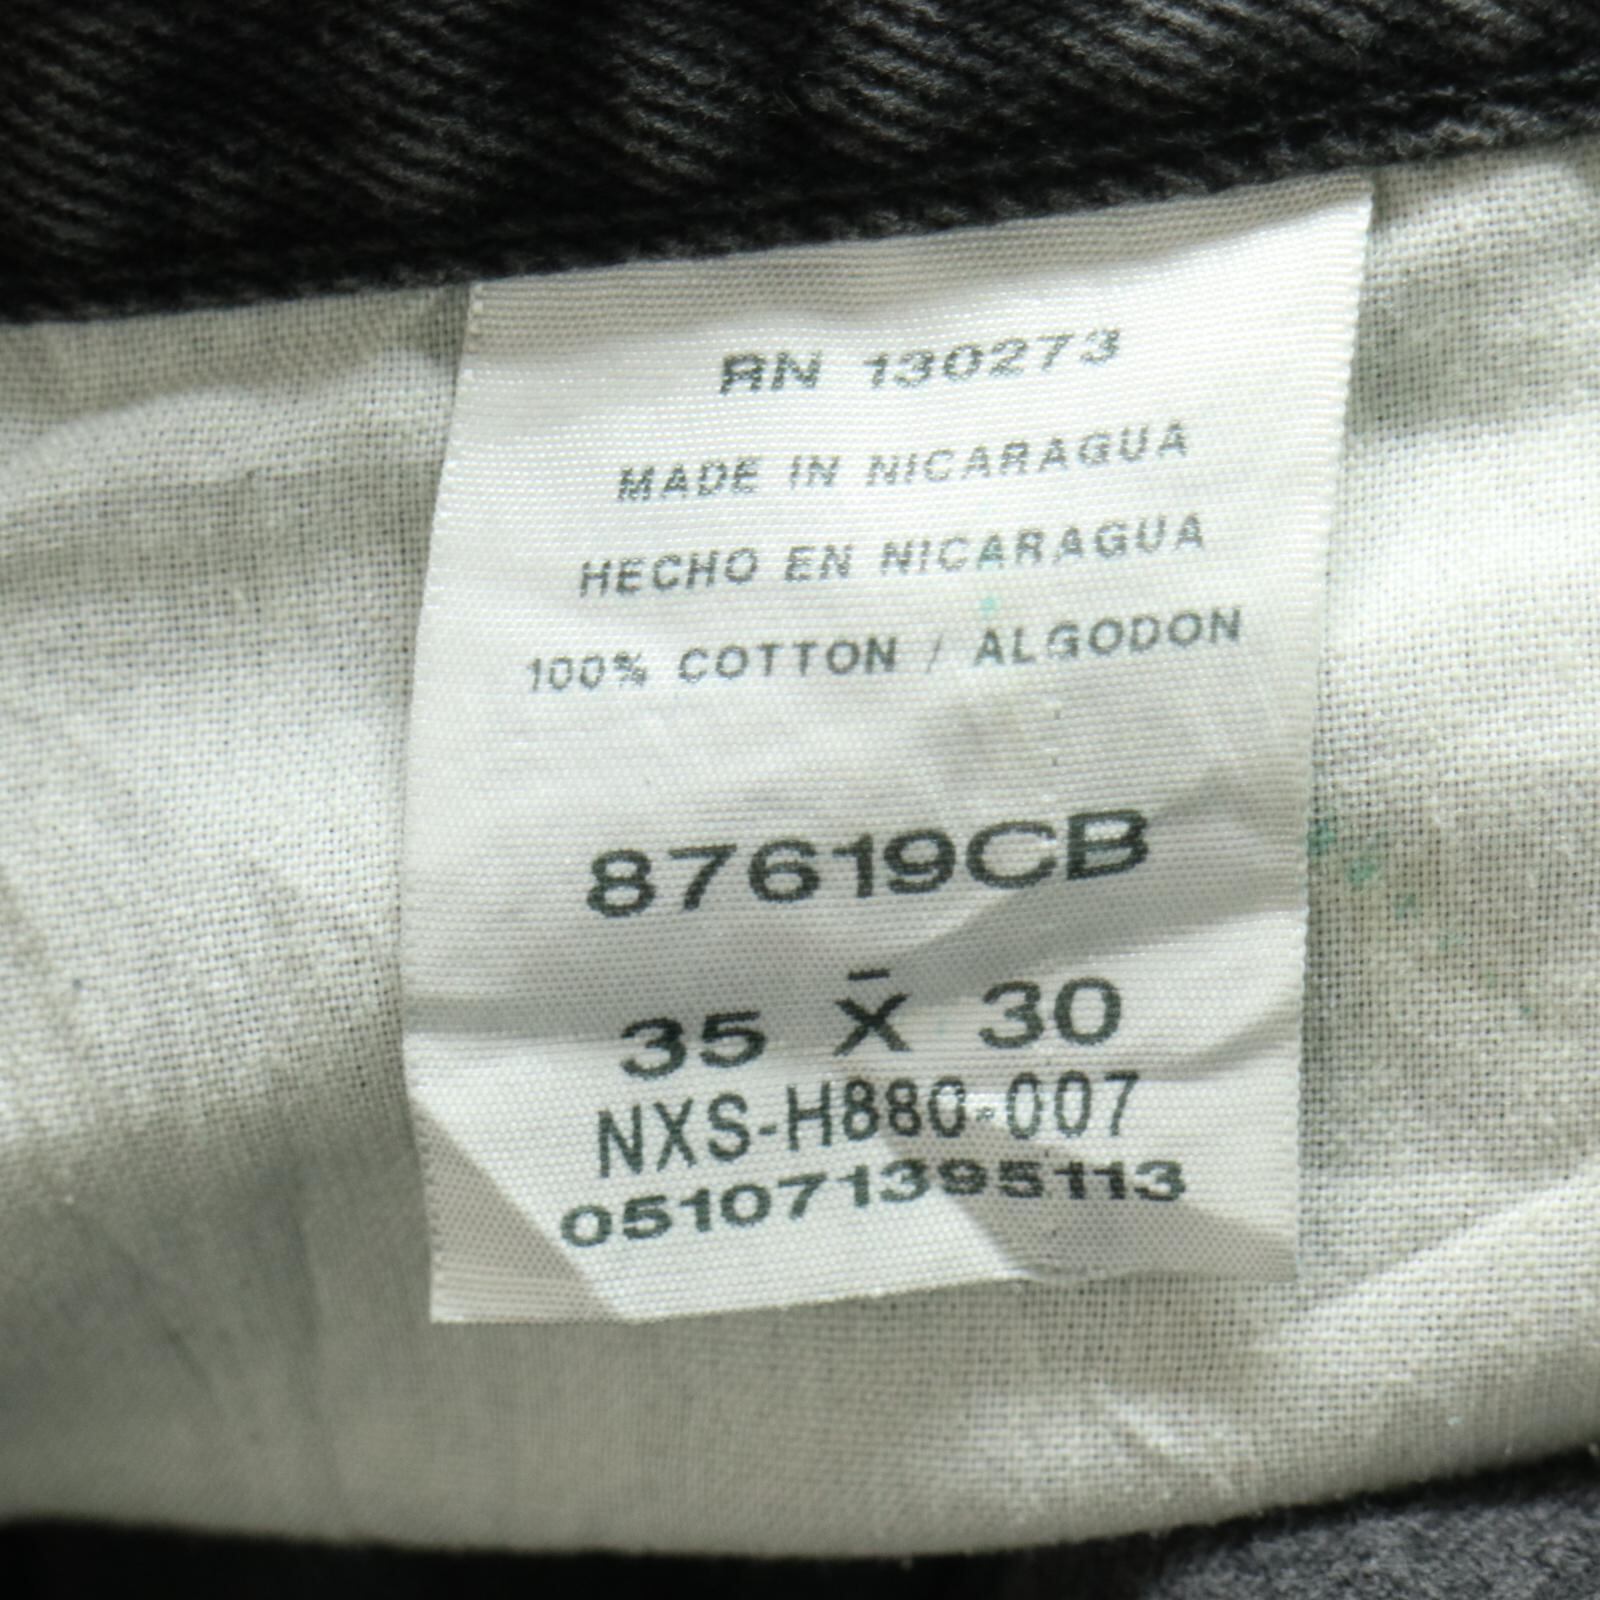 RN 130273
MADE IN NICARAGUA
HECHO EN NICARAGUA
100% COTTON / ALGODON
87619CB
35 X̄ 30
NXS-H880-007
051071395113